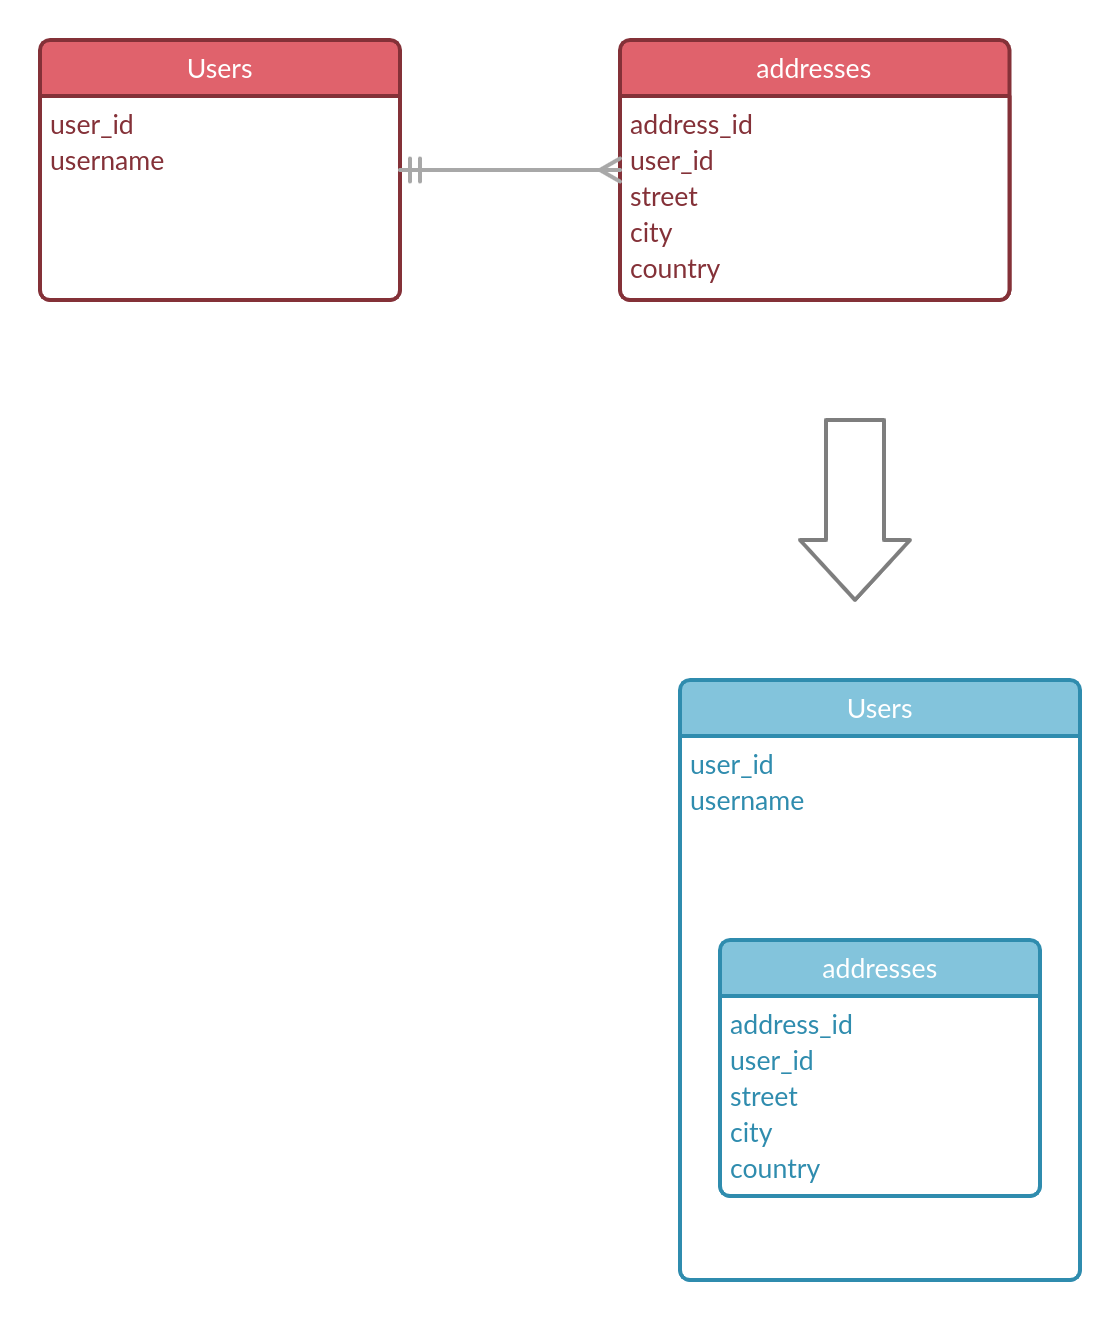 Users
user_id
username
addresses
address_id
user_id
street
city
country
Users
user_id
username
addresses
address_id
user_id
street
city
country